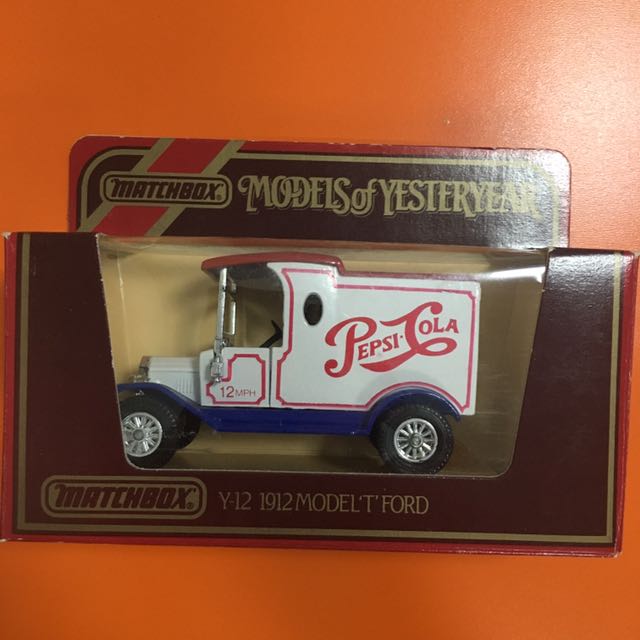 MATCHBOX®
MODELS of YESTERYEAR
PEPSI·COLA
12 MPH
MATCHBOX®
Y-12 1912 MODEL 'T' FORD